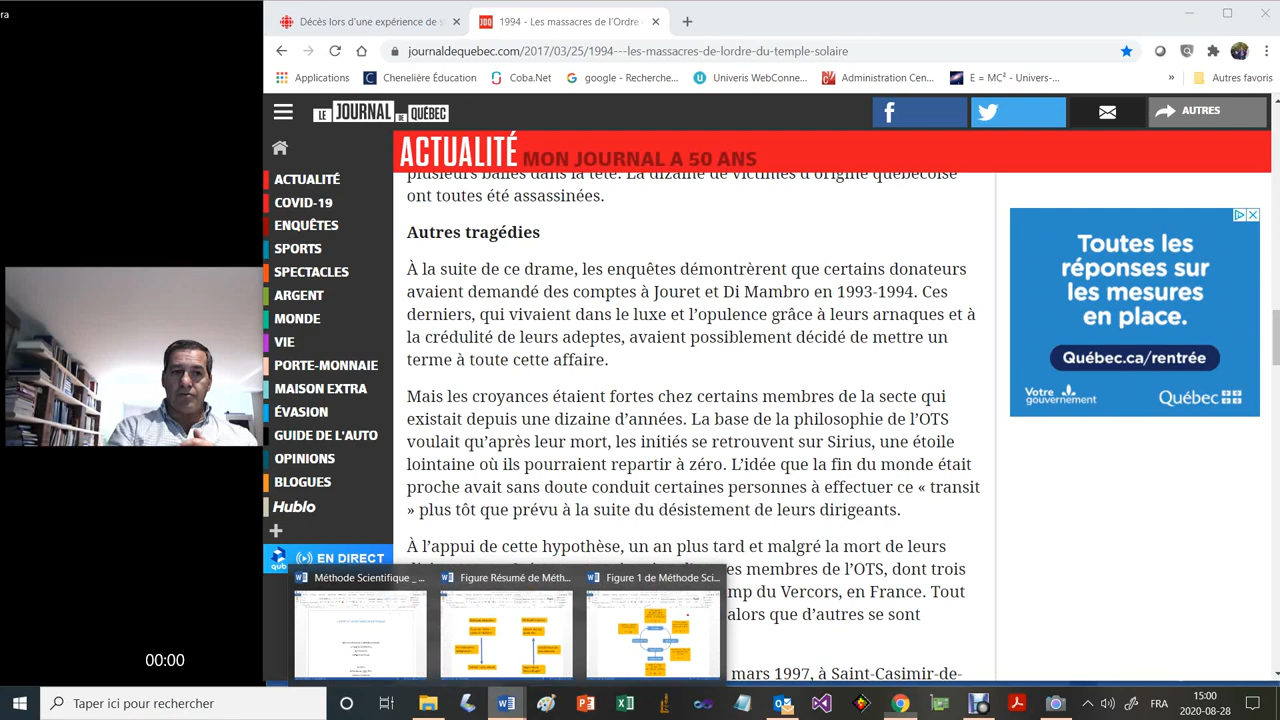 ra
Décès lors d'une expérience de s
1994 - Les massacres de l'Ordre
journaldequebec.com/2017/03/25/1994---les-massacres-de-lordre-du-temple-solaire
Applications
Chenelière Éducation
Coba.Net
google - Recherche...
Univeris WebConne...
Administration Cen...
E = MC² - Univers-...
»
Autres favoris
LE JOURNAL DE QUÉBEC
AUTRES
ACTUALITÉ MON JOURNAL A 50 ANS
ACTUALITÉ
COVID-19
ENQUÊTES
SPORTS
SPECTACLES
ARGENT
MONDE
VIE
PORTE-MONNAIE
MAISON EXTRA
ÉVASION
GUIDE DE L'AUTO
OPINIONS
BLOGUES
Hublo
qub
EN DIRECT
plusieurs balles dans la tête. La dizaine de victimes d'origine québécoise
ont toutes été assassinées.
Autres tragédies
À la suite de ce drame, les enquêtes démontrèrent que certains donateurs
avaient demandé des comptes à Jouret et Di Mambro en 1993-1994. Ces
derniers, qui vivaient dans le luxe et l'opulence grâce à leurs arnaques et à
la crédulité de leurs adeptes, avaient possiblement décidé de mettre un
terme à toute cette affaire.
Mais les croyances étaient fortes chez certains membres de la secte qui
existait depuis une dizaine d'années. La base de la philosophie de l'OTS
voulait qu'après leur mort, les initiés se retrouvent sur Sirius, une étoile
lointaine où ils pourraient repartir à zéro. L'idée que la fin du monde était
proche avait sans doute conduit certaines personnes à effectuer ce « transit
» plus tôt que prévu à la suite du désistement de leurs dirigeants.
À l'appui de cette hypothèse, un an plus tard et malgré la mort de leurs
es membres de l'OTS, dont trois
mp du Vercors, en France. Tout
alors que d'autres se sont
à Saint-Casimir-de-
Toutes les
réponses sur
les mesures
en place.
Québec.ca/rentrée
Votre
gouvernement
Québec
Méthode Scientifique _ ...
Figure Résumé de Méth...
Figure 1 de Méthode Sci...
00:00
Taper ici pour rechercher
FRA
15:00
2020-08-28